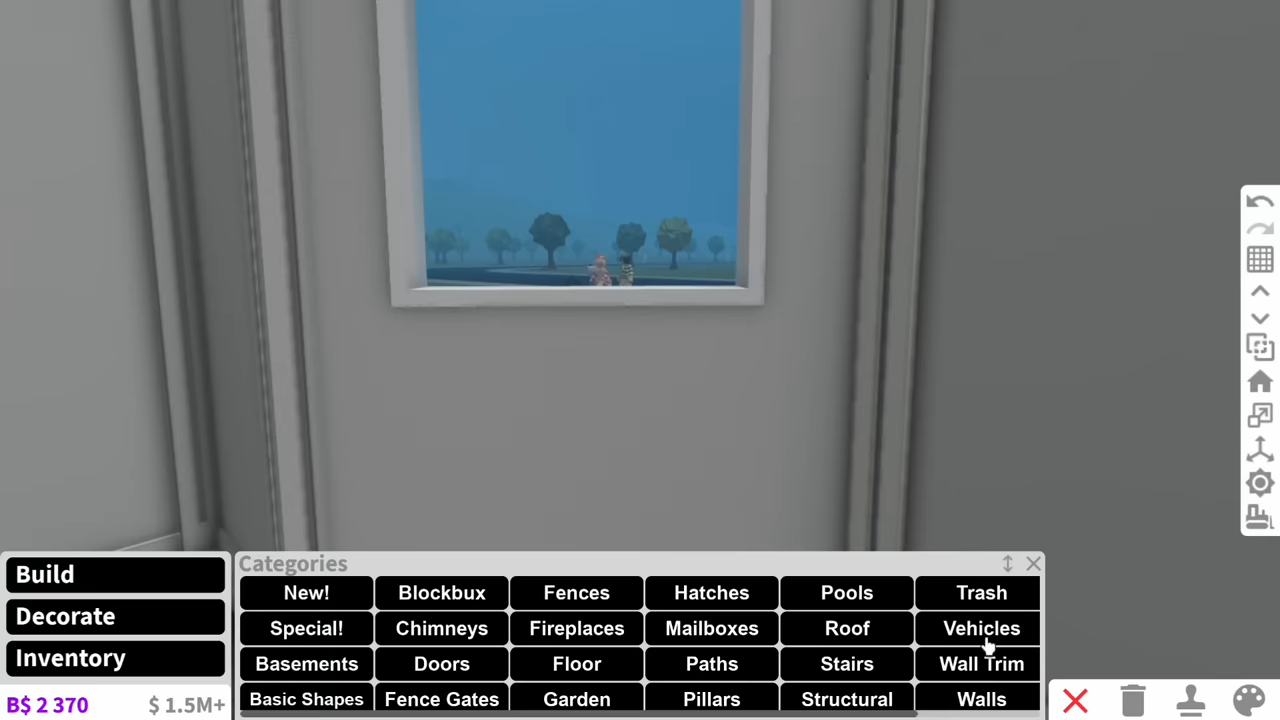 Build
Decorate
Inventory
B$ 2 370 $ 1.5M+
Categories
New! Blockbux Fences Hatches Pools Trash
Special! Chimneys Fireplaces Mailboxes Roof Vehicles
Basements Doors Floor Paths Stairs Wall Trim
Basic Shapes Fence Gates Garden Pillars Structural Walls